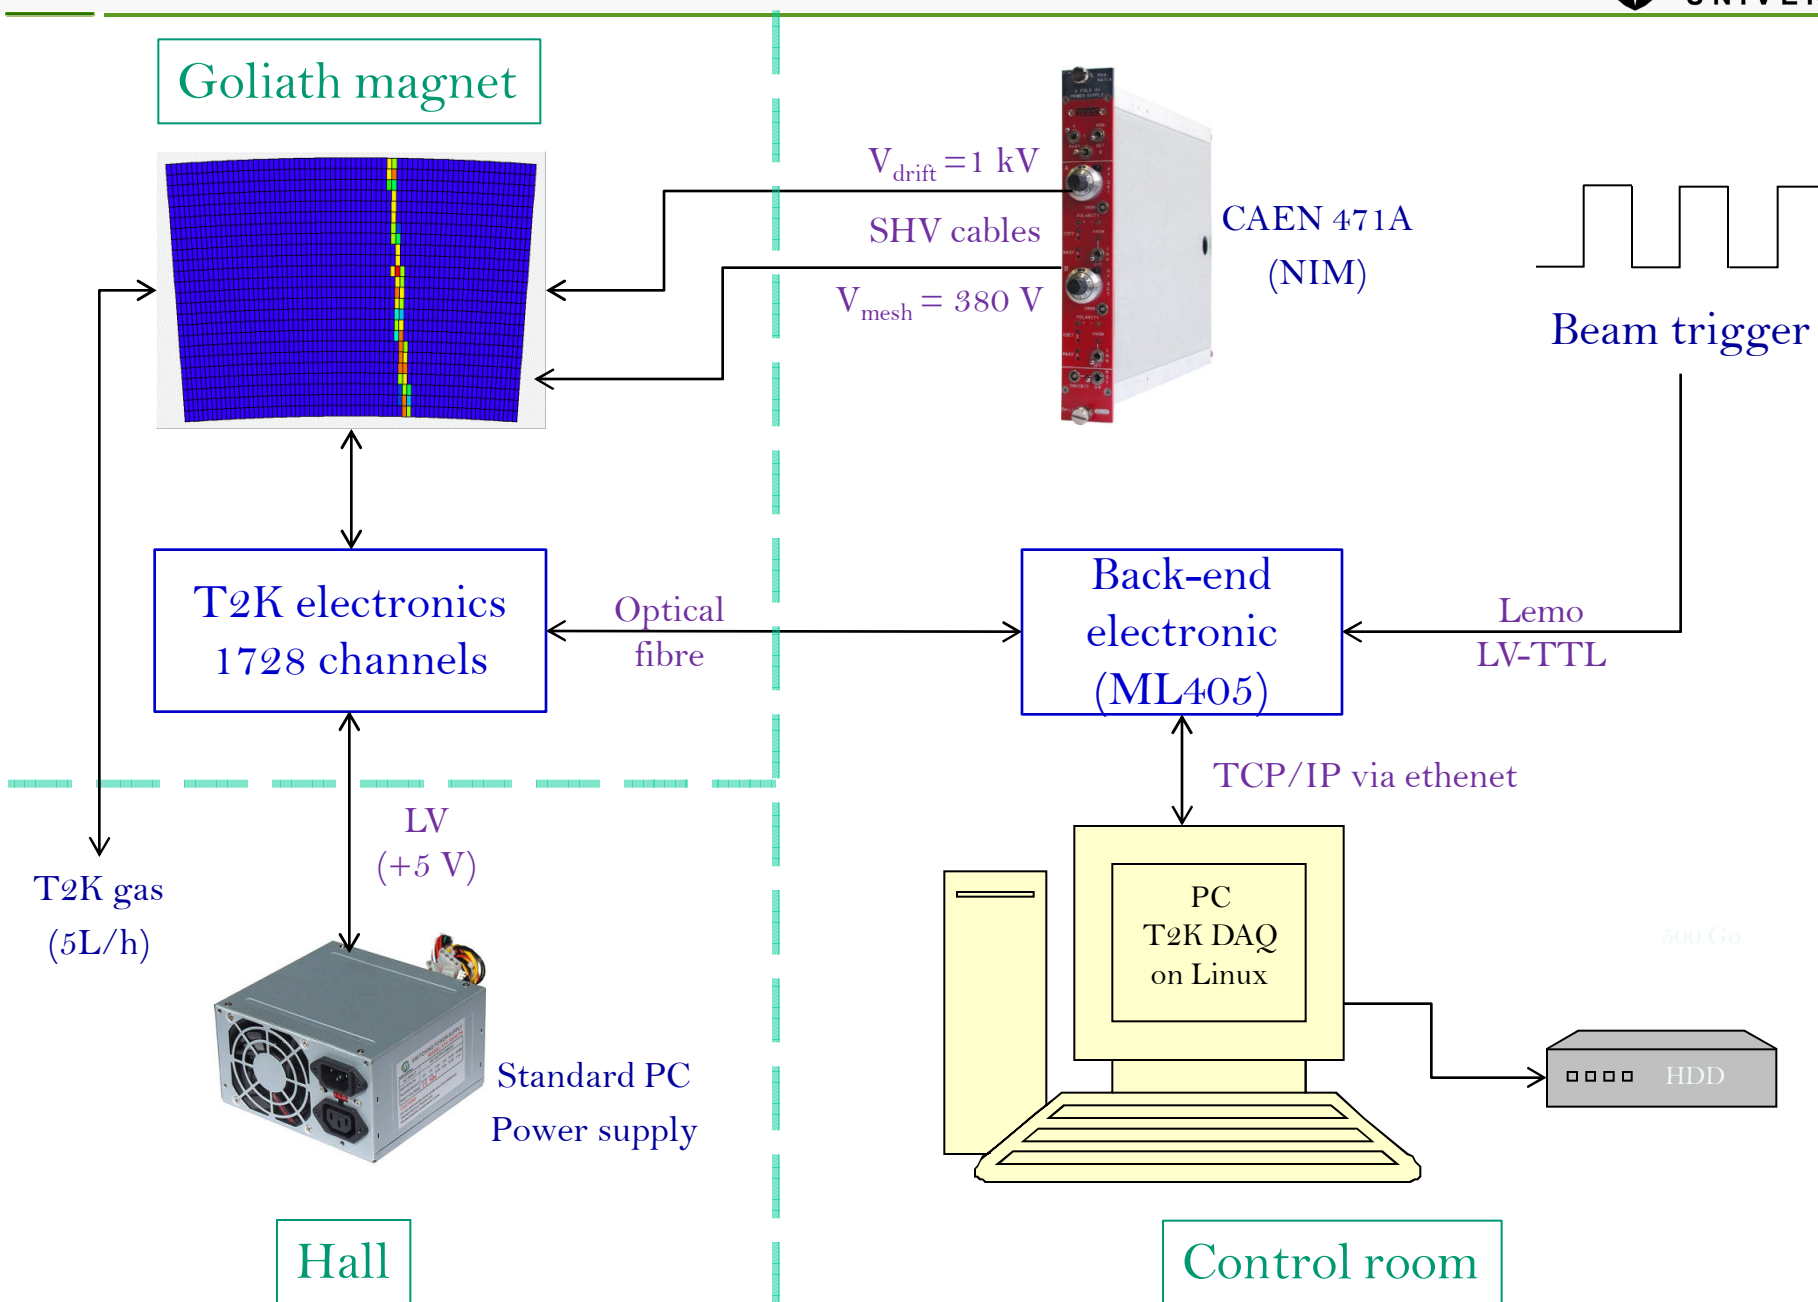 Goliath magnet
V_drift =1 kV
SHV cables
V_mesh = 380 V
CAEN 471A
(NIM)
Beam trigger
T2K electronics
1728 channels
Optical
fibre
Back-end
electronic
(ML405)
Lemo
LV-TTL
TCP/IP via ethenet
LV
(+5 V)
T2K gas
(5L/h)
PC
T2K DAQ
on Linux
500 Go
HDD
Standard PC
Power supply
Hall
Control room